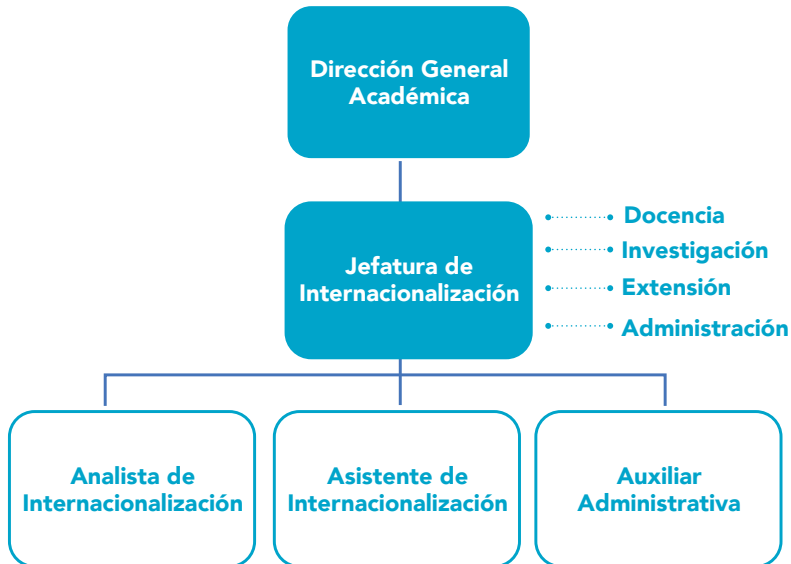 Dirección General
Académica
Jefatura de
Internacionalización
Docencia
Investigación
Extensión
Administración
Analista de
Internacionalización
Asistente de
Internacionalización
Auxiliar
Administrativa